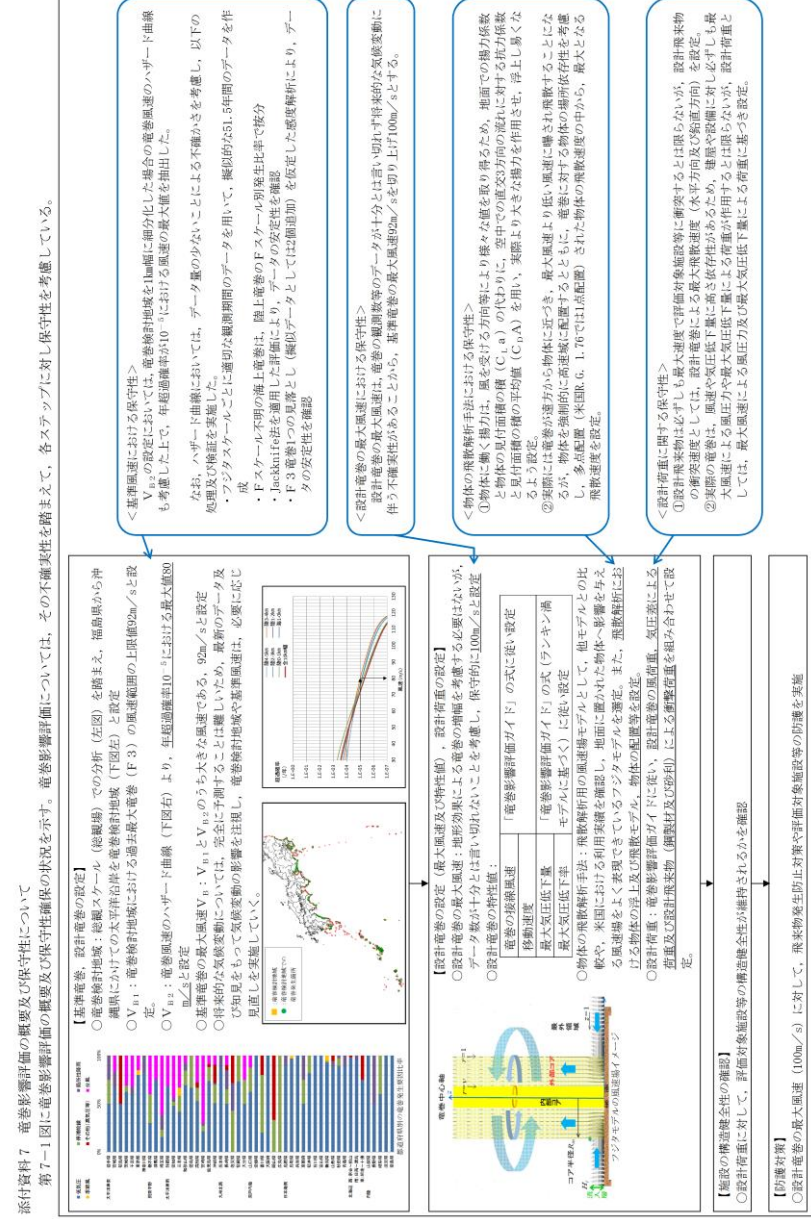 添付資料7 竜巻影響評価の概要及び保守性について
第7-1図に竜巻影響評価の概要及び保守性確保の状況を示す。竜巻影響評価については、その不確実性を踏まえて、各ステップに対し保守性を考慮している。
【基準竜巻、設計竜巻の設定】
○竜巻検討地域：総観スケール（総観場）での分析（左図）を踏まえ、福島県から沖
縄県にかけての太平洋沿岸を竜巻検討地域（下図左）と設定
○VB1：竜巻検討地域における過去最大竜巻（F3）の風速範囲の上限値92m/sと設
定。
○VB2：竜巻風速のハザード曲線（下図右）より、年超過確率10⁻⁵における最大値80
m/sと設定
○基準竜巻の最大風速VB：VB1とVB2のうち大きな風速である、92m/sと設定
○将来的な気候変動については、完全に予測することは難しいため、最新のデータ及
び知見をもって気候変動の影響を注視し、竜巻検討地域や基準風速は、必要に応じ
見直しを実施していく。
都道府県別の竜巻発生要因比率
＜基準風速における保守性＞
VB2の設定においては、竜巻検討地域を1km幅に細分化した場合の竜巻風速のハザード曲線
も考慮した上で、年超過確率が10⁻⁵における風速の最大値を抽出した。
なお、ハザード曲線においては、データ量の少ないことによる不確かさを考慮し、以下の
処理及び検証を実施した。
・フジタスケールごとに適切な観測期間のデータを用いて、擬似的な51.5年間のデータを作
成
・Fスケール不明の海上竜巻は、陸上竜巻のFスケール別発生比率で按分
・Jackknife法を適用した評価により、データの安定性を確認
・F3竜巻1つの見落とし（擬似データとしては2個追加）を仮定した感度解析により、デー
タの安定性を確認
＜設計竜巻の最大風速における保守性＞
設計竜巻の最大風速は、竜巻の観測数等のデータが十分とは言い切れず将来的な気候変動に
伴う不確実性があることから、基準竜巻の最大風速92m/sを切り上げ100m/sとする。
【設計竜巻の設定（最大風速及び特性値）、設計荷重の設定】
○設計竜巻の最大風速：地形効果による竜巻の増幅を考慮する必要はないが、
データ数が十分とは言い切れないことを考慮し、保守的に100m/sと設定
○設計竜巻の特性値：
竜巻の接線風速
移動速度
「竜巻影響評価ガイド」の式に従い設定
最大気圧低下量
最大気圧低下率
「竜巻影響評価ガイド」の式（ランキン渦
モデルに基づく）に従い設定
○物体の飛散解析手法：飛散解析用の風速場モデルとして、他モデルとの比
較や、米国における利用実績を確認し、地面に置かれた物体へ影響を与え
る風速場をよく表現できているフジタモデルを選定。また、飛散解析にお
ける物体の浮上及び飛散モデル、物体の配置等を設定。
○設計荷重：竜巻影響評価ガイドに従い、設計竜巻の風荷重、気圧差による
荷重及び設計飛来物（鋼製材及び砂利）による衝撃荷重を組み合わせて設
定。
竜巻中心軸
コア半径
フジタモデルの風速場イメージ
＜物体の飛散解析手法における保守性＞
①物体に働く揚力は、風を受ける方向等により様々な値を取り得るため、地面での揚力係数
と物体の見付面積の積（CLa）の代わりに、空中での直交3方向の流れに対する抗力係数
と見付面積の積の平均値（CDA）を用い、実際より大きな揚力を作用させ、浮上し易くな
るよう設定。
②実際には竜巻が遠方から物体に近づき、最大風速より低い風速に曝され飛散することにな
るが、物体を強制的に高速域に配置するとともに、竜巻に対する物体の場所依存性を考慮
し、多点配置（米国R.G. 1.76では1点配置）された物体の飛散速度の中から、最大となる
飛散速度を設定。
＜設計荷重に関する保守性＞
①設計飛来物は必ずしも最大速度で評価対象施設等に衝突するとは限らないが、設計飛来物
の衝突速度としては、設計竜巻による最大飛散速度（水平方向及び鉛直方向）を設定。
②実際の竜巻は、風速や気圧低下量に高さ依存性があるため、建屋や設備に対し必ずしも最
大風速による風圧力や最大気圧低下量による荷重が作用するとは限らないが、設計荷重と
しては、最大風速による風圧力及び最大気圧低下量による荷重に基づき設定。
【施設の構造健全性の確認】
○設計荷重に対して、評価対象施設等の構造健全性が維持されるかを確認
【防護対策】
○設計竜巻の最大風速（100m/s）に対して、飛来物発生防止対策や評価対象施設等の防護を実施